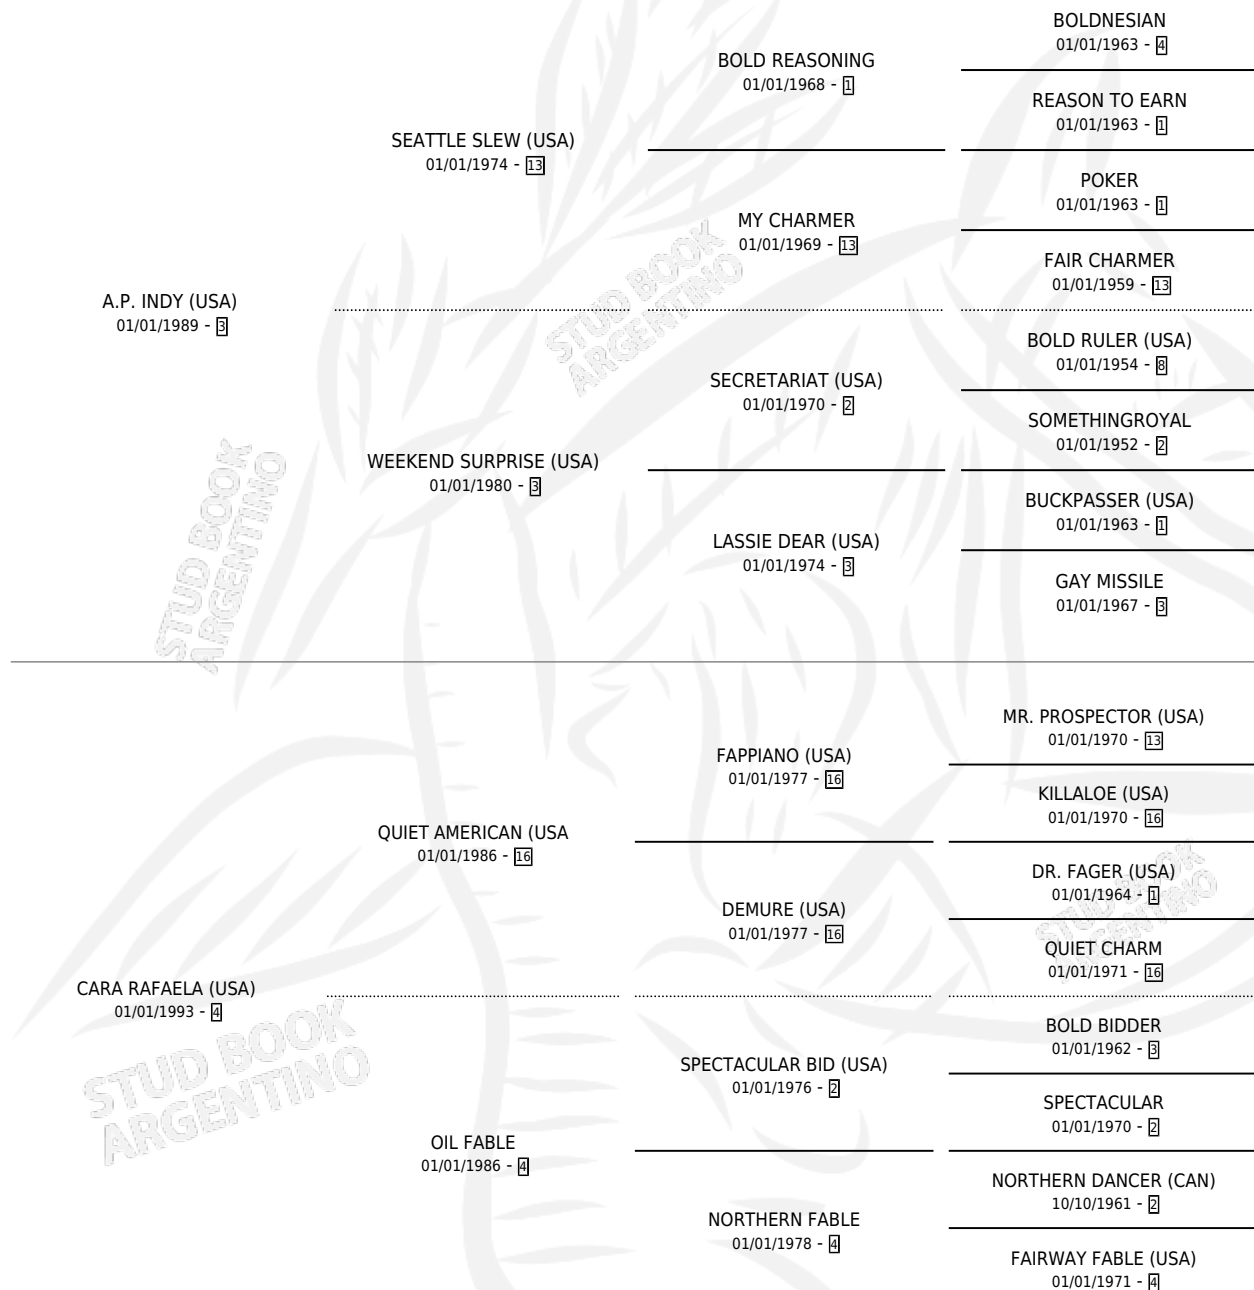 BOLDNESIAN
01/01/1963 - 4
BOLD REASONING
01/01/1968 - 1
REASON TO EARN
01/01/1963 - 1
SEATTLE SLEW (USA)
01/01/1974 - 13
POKER
01/01/1963 - 1
MY CHARMER
01/01/1969 - 13
FAIR CHARMER
01/01/1959 - 13
A.P. INDY (USA)
01/01/1989 - 3
STUD BOOK
ARGENTINO
BOLD RULER (USA)
01/01/1954 - 8
SECRETARIAT (USA)
01/01/1970 - 2
SOMETHINGROYAL
01/01/1952 - 2
WEEKEND SURPRISE (USA)
01/01/1980 - 3
BUCKPASSER (USA)
01/01/1963 - 1
LASSIE DEAR (USA)
01/01/1974 - 3
GAY MISSILE
01/01/1967 - 3
STUD BOOK
ARGENTINO
MR. PROSPECTOR (USA)
01/01/1970 - 13
FAPPIANO (USA)
01/01/1977 - 16
KILLALOE (USA)
01/01/1970 - 16
QUIET AMERICAN (USA
01/01/1986 - 16
DR. FAGER (USA)
01/01/1964 - 1
DEMURE (USA)
01/01/1977 - 16
STUD BOOK
ARGENTINO
QUIET CHARM
01/01/1971 - 16
CARA RAFAELA (USA)
01/01/1993 - 4
STUD BOOK
ARGENTINO
BOLD BIDDER
01/01/1962 - 3
SPECTACULAR BID (USA)
01/01/1976 - 2
SPECTACULAR
01/01/1970 - 2
OIL FABLE
01/01/1986 - 4
NORTHERN DANCER (CAN)
10/10/1961 - 2
NORTHERN FABLE
01/01/1978 - 4
FAIRWAY FABLE (USA)
01/01/1971 - 4